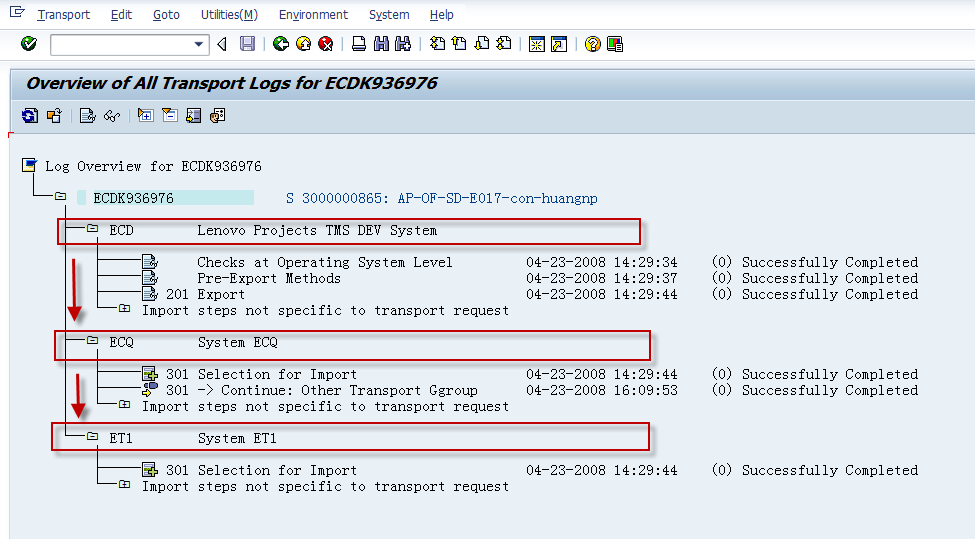 Transport Edit Goto Utilities(M) Environment System Help
Overview of All Transport Logs for ECDK936976
Log Overview for ECDK936976
ECDK936976 S 3000000865: AP-OF-SD-E017-con-huangnp
ECD Lenovo Projects TMS DEV System
Checks at Operating System Level 04-23-2008 14:29:34 (0) Successfully Completed
Pre-Export Methods 04-23-2008 14:29:37 (0) Successfully Completed
201 Export 04-23-2008 14:29:44 (0) Successfully Completed
Import steps not specific to transport request
ECQ System ECQ
301 Selection for Import 04-23-2008 14:29:44 (0) Successfully Completed
301 -> Continue: Other Transport Ggroup 04-23-2008 16:09:53 (0) Successfully Completed
Import steps not specific to transport request
ET1 System ET1
301 Selection for Import 04-23-2008 14:29:44 (0) Successfully Completed
Import steps not specific to transport request